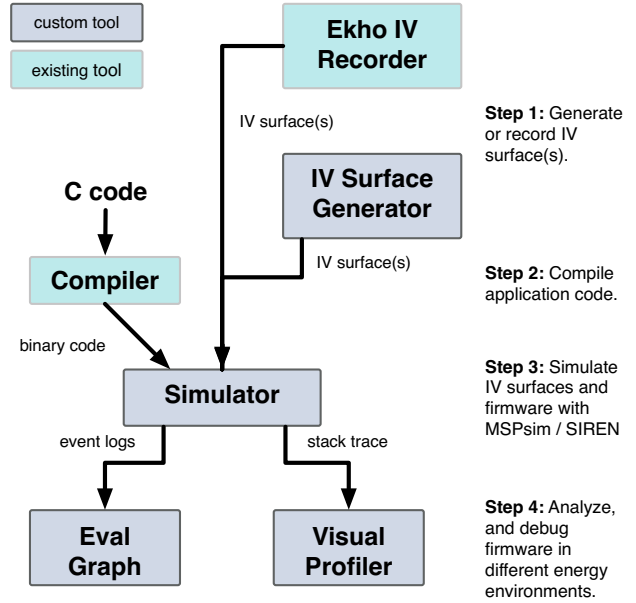 custom tool
existing tool
Ekho IV
Recorder
IV surface(s)
Step 1: Generate
or record IV
surface(s).
IV Surface
Generator
C code
IV surface(s)
Compiler
Step 2: Compile
application code.
binary code
Simulator
Step 3: Simulate
IV surfaces and
firmware with
MSPsim / SIREN
event logs
stack trace
Eval
Graph
Visual
Profiler
Step 4: Analyze,
and debug
firmware in
different energy
environments.